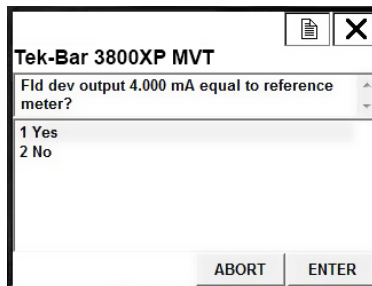 Tek-Bar 3800XP MVT
Fld dev output 4.000 mA equal to reference
meter?
1 Yes
2 No
ABORT
ENTER